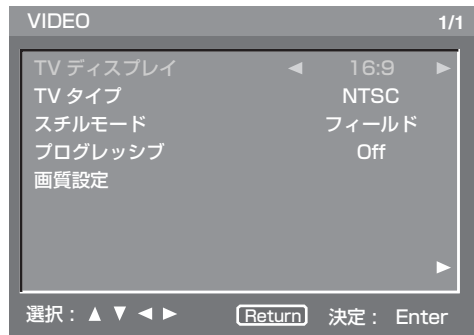 VIDEO 1/1
TV ディスプレイ ◀ 16:9 ▶
TV タイプ NTSC
スチルモード フィールド
プログレッシブ Off
画質設定
▶
選択: ▲ ▼ ◀ ▶ Return 決定: Enter